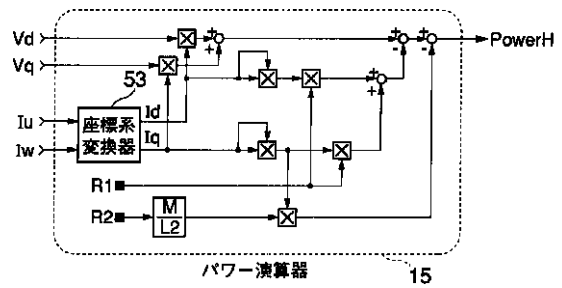 Vd
Vq
53
Iu
Iw
座標系
変換器
Id
Iq
R1
R2
M
L2
+
+
+
+
+
-
+
-
PowerH
パワー演算器
15